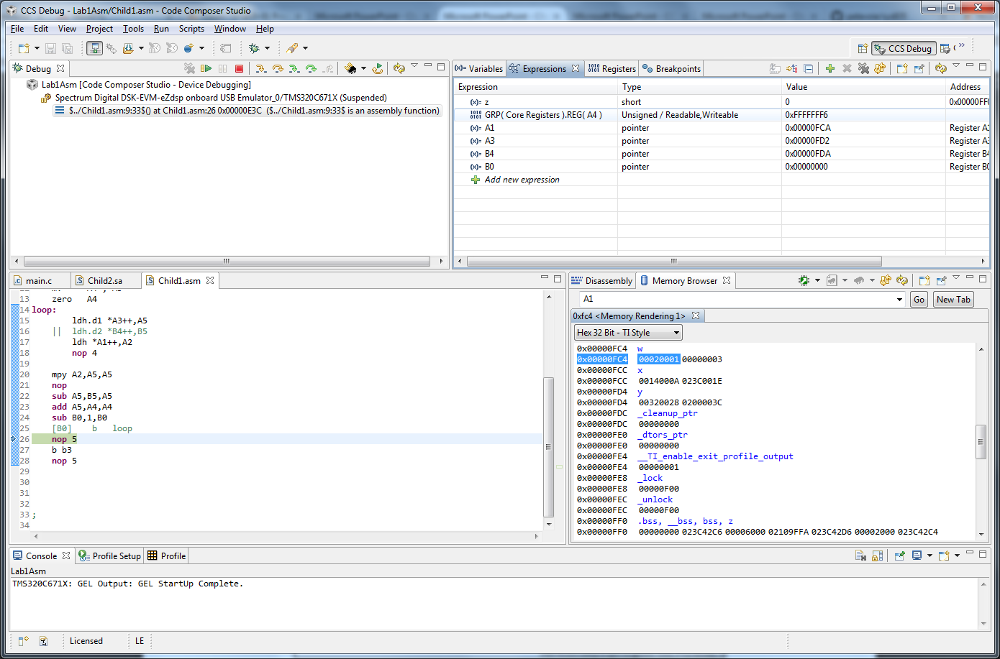 CCS Debug - Lab1Asm/Child1.asm - Code Composer Studio
File Edit View Project Tools Run Scripts Window Help
CCS Debug
Debug
Lab1Asm [Code Composer Studio - Device Debugging]
Spectrum Digital DSK-EVM-eZdsp onboard USB Emulator_0/TMS320C671X (Suspended)
$../Child1.asm:9:33$() at Child1.asm:26 0x00000E3C ($../Child1.asm:9:33$ is an assembly function)
(x)= Variables Expressions Registers Breakpoints
Expression Type Value Address
(x)= z short 0 0x00000FF0
GRP( Core Registers ).REG( A4 ) Unsigned / Readable,Writeable 0xFFFFFFF6
(x)= A1 pointer 0x00000FCA Register A1
(x)= A3 pointer 0x00000FD2 Register A3
(x)= B4 pointer 0x00000FDA Register B4
(x)= B0 pointer 0x00000000 Register B0
Add new expression
main.c Child2.sa Child1.asm
13 zero A4
14 loop:
15 ldh.d1 *A3++,A5
16 || ldh.d2 *B4++,B5
17 ldh *A1++,A2
18 nop 4
19
20 mpy A2,A5,A5
21 nop
22 sub A5,B5,A5
23 add A5,A4,A4
24 sub B0,1,B0
25 [B0] b loop
26 nop 5
27 b b3
28 nop 5
29
30
31
32
33 ;
34
Disassembly Memory Browser
A1 Go New Tab
0xfc4 <Memory Rendering 1>
Hex 32 Bit - TI Style
0x00000FC4 w
0x00000FC4 00020001 00000003
0x00000FCC x
0x00000FCC 0014000A 023C001E
0x00000FD4 y
0x00000FD4 00320028 0200003C
0x00000FDC _cleanup_ptr
0x00000FDC 00000000
0x00000FE0 _dtors_ptr
0x00000FE0 00000000
0x00000FE4 __TI_enable_exit_profile_output
0x00000FE4 00000001
0x00000FE8 _lock
0x00000FE8 00000F00
0x00000FEC _unlock
0x00000FEC 00000F00
0x00000FF0 .bss, __bss, bss, z
0x00000FF0 00000000 023C42C6 00006000 02109FFA 023C42D6 00002000 023C42C4
Console Profile Setup Profile
Lab1Asm
TMS320C671X: GEL Output: GEL StartUp Complete.
Licensed LE